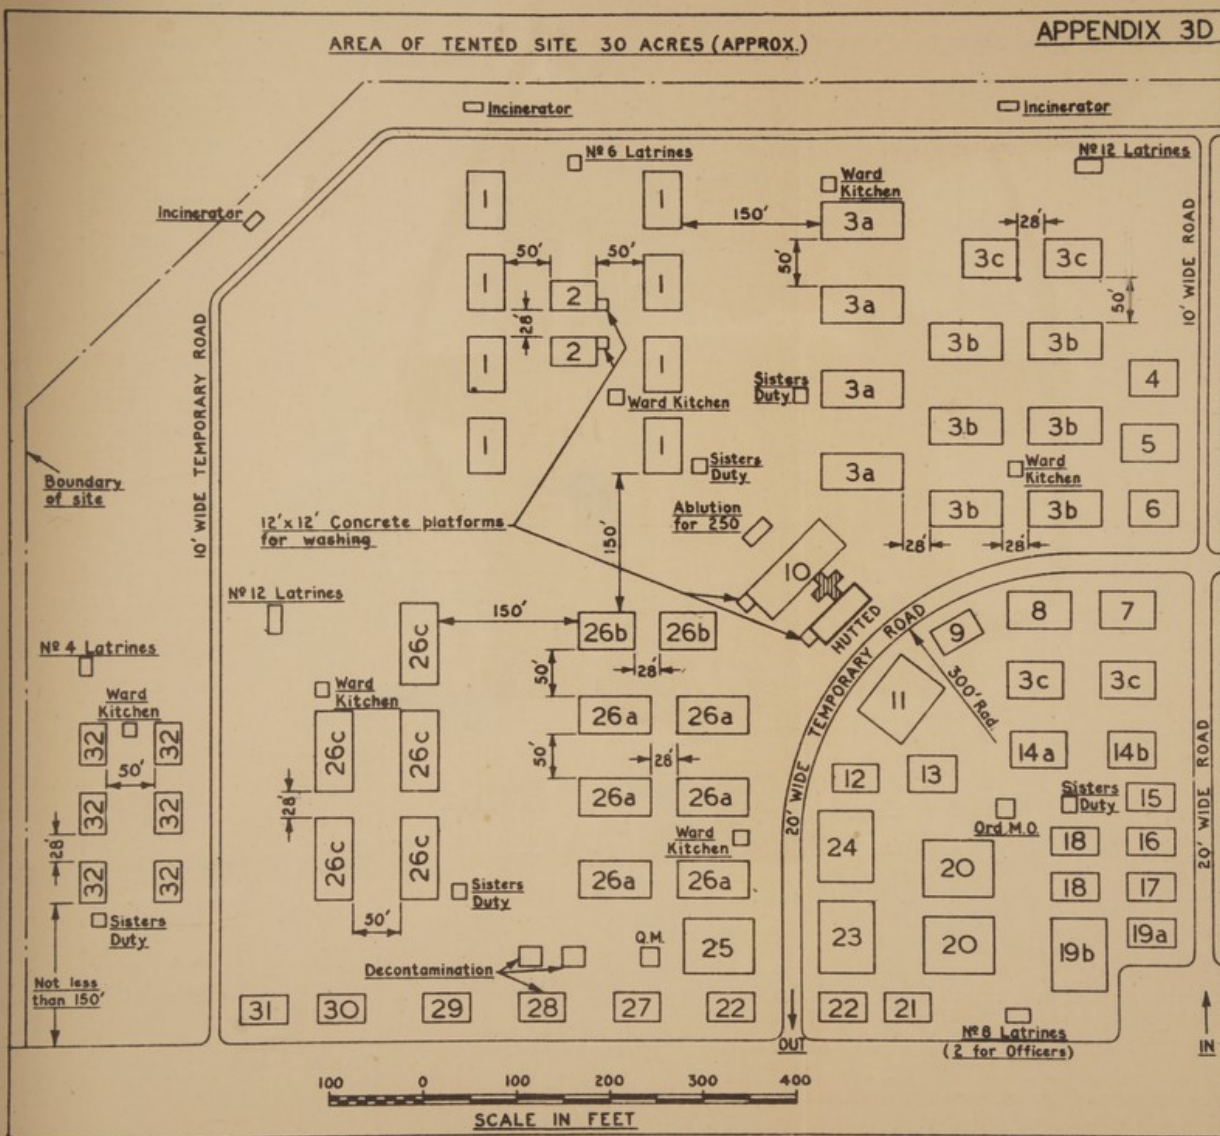 APPENDIX 3D
AREA OF TENTED SITE 30 ACRES (APPROX.)
Incinerator
Incinerator
Nº 6 Latrines
Nº 12 Latrines
Ward
Kitchen
Incinerator
1
1
150'
3a
28'
3c
3c
50'
50'
50'
1
2
1
50'
3a
10' WIDE ROAD
28'
10' WIDE TEMPORARY ROAD
1
2
1
3b
3b
Sisters
Duty
3a
4
Ward Kitchen
1
1
3b
3b
5
Sisters
Duty
3a
Ward
Kitchen
Boundary
of site
Ablution
for 250
3b
3b
6
12'x 12' Concrete platforms
for washing
150'
28'
28'
10
HUTTED
Nº 12 Latrines
26c
150'
26b
26b
20' WIDE TEMPORARY ROAD
9
8
7
Nº 4 Latrines
50'
28'
300' Rad.
Ward
Kitchen
Ward
Kitchen
11
3c
3c
32
32
26c
26c
26a
26a
14a
14b
50'
50'
28'
12
13
20' WIDE ROAD
28'
Sisters
Duty
15
32
32
26a
26a
Ord M.O.
28'
Ward
Kitchen
24
18
16
26c
26c
20
32
32
Sisters
Duty
26a
26a
18
17
50'
Sisters
Duty
23
20
19b
19a
Q.M.
25
Decontamination
Not less
than 150'
31
30
29
28
27
22
22
21
Nº 8 Latrines
(2 for Officers)
OUT
IN
100 0 100 200 300 400
SCALE IN FEET